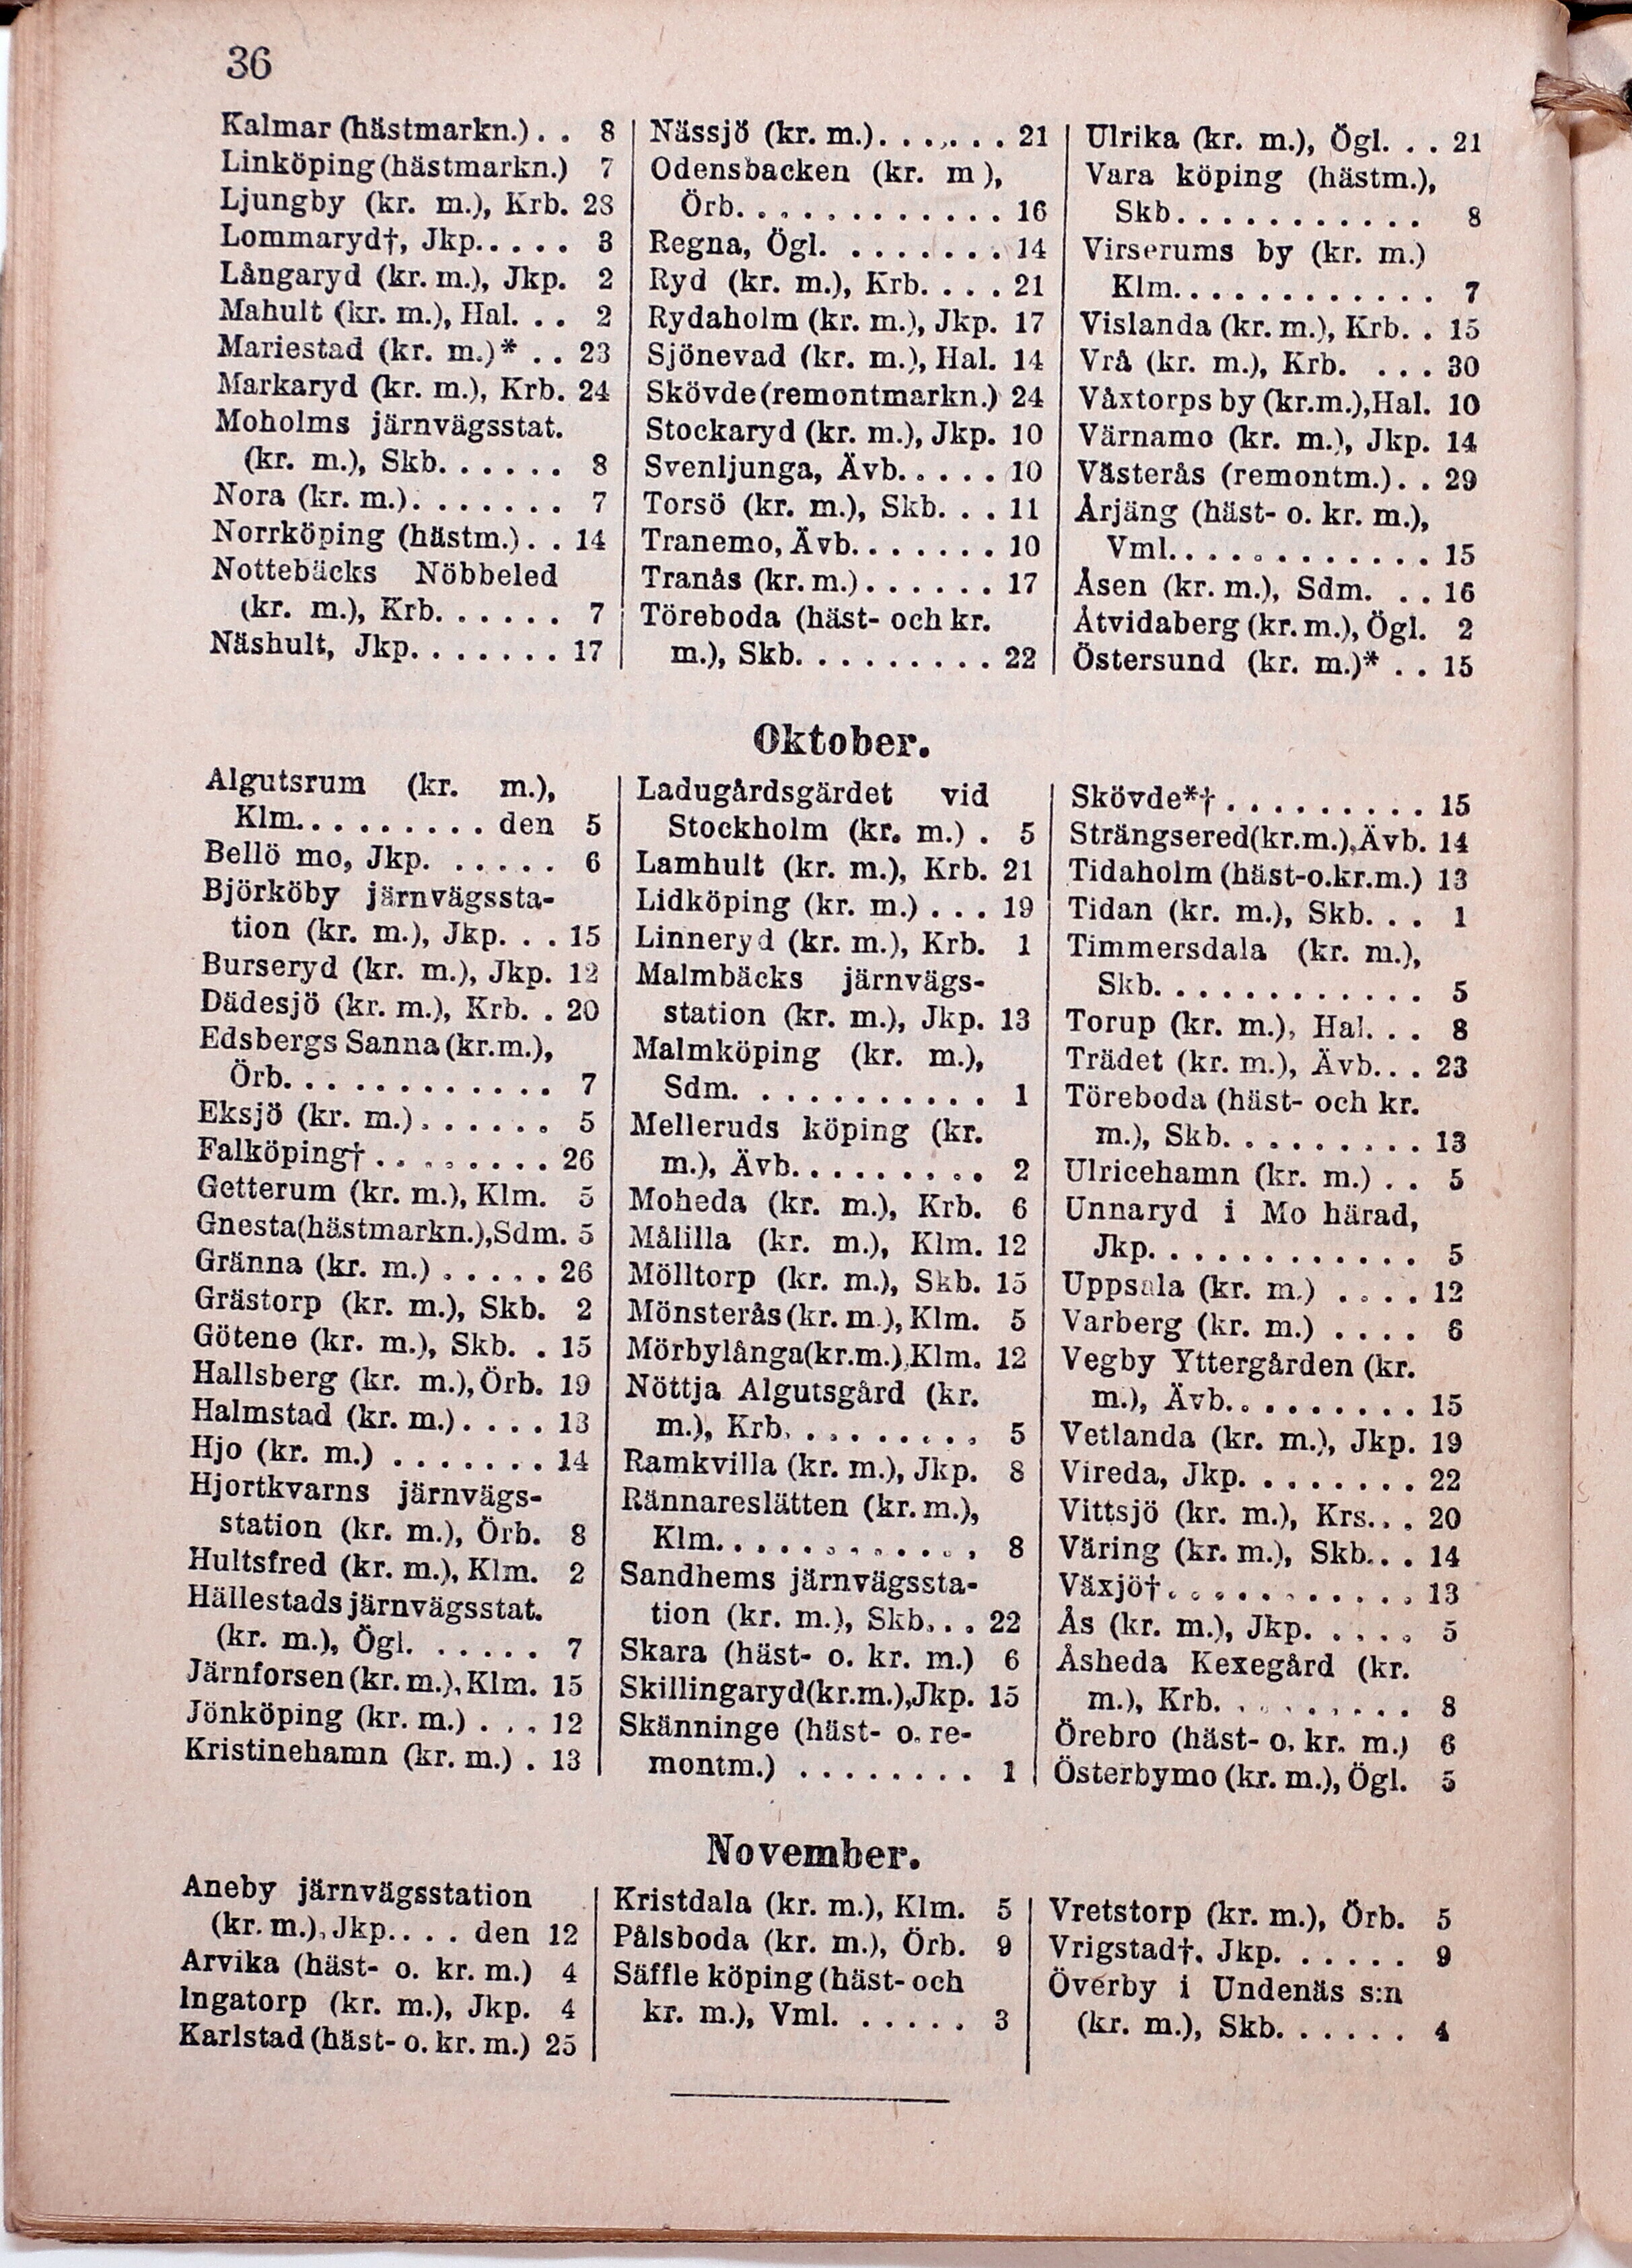 36
Kalmar (hästmarkn.). . 8
Linköping (hästmarkn.) 7
Ljungby (kr. m.), Krb. 28
Lommaryd†, Jkp. . . . . 3
Långaryd (kr. m.), Jkp. 2
Mahult (kr. m.), Hal. . . 2
Mariestad (kr. m.)* . . 23
Markaryd (kr. m.), Krb. 24
Moholms järnvägsstat.
(kr. m.), Skb. . . . . . 8
Nora (kr. m.). . . . . . . 7
Norrköping (hästm.). . 14
Nottebäcks Nöbbeled
(kr. m.), Krb. . . . . . 7
Näshult, Jkp. . . . . . . 17
Nässjö (kr. m.). . . . . . 21
Odensbacken (kr. m ),
Örb. . . . . . . . . . . . 16
Regna, Ögl. . . . . . . . 14
Ryd (kr. m.), Krb. . . . 21
Rydaholm (kr. m.), Jkp. 17
Sjönevad (kr. m.), Hal. 14
Skövde (remontmarkn.) 24
Stockaryd (kr. m.), Jkp. 10
Svenljunga, Ävb. . . . . 10
Torsö (kr. m.), Skb. . . 11
Tranemo, Ävb. . . . . . . 10
Tranås (kr. m.) . . . . . . 17
Töreboda (häst- och kr.
m.), Skb. . . . . . . . . 22
Ulrika (kr. m.), Ögl. . . 21
Vara köping (hästm.),
Skb. . . . . . . . . . . 8
Virserums by (kr. m.)
Klm. . . . . . . . . . . 7
Vislanda (kr. m.), Krb. . 15
Vrå (kr. m.), Krb. . . . 30
Våxtorps by (kr.m.),Hal. 10
Värnamo (kr. m.), Jkp. 14
Västerås (remontm.). . 29
Årjäng (häst- o. kr. m.),
Vml. . . . . . . . . . . 15
Åsen (kr. m.), Sdm. . . 16
Åtvidaberg (kr. m.), Ögl. 2
Östersund (kr. m.)* . . 15
Oktober.
Algutsrum (kr. m.),
Klm. . . . . . . . . den 5
Bellö mo, Jkp. . . . . . 6
Björköby järnvägssta-
tion (kr. m.), Jkp. . . 15
Burseryd (kr. m.), Jkp. 12
Dädesjö (kr. m.), Krb. . 20
Edsbergs Sanna (kr.m.),
Örb. . . . . . . . . . . 7
Eksjö (kr. m.). . . . . . 5
Falköping† . . . . . . . . 26
Getterum (kr. m.), Klm. 5
Gnesta(hästmarkn.),Sdm. 5
Gränna (kr. m.) . . . . . 26
Grästorp (kr. m.), Skb. 2
Götene (kr. m.), Skb. . 15
Hallsberg (kr. m.), Örb. 19
Halmstad (kr. m.) . . . . 13
Hjo (kr. m.) . . . . . . . 14
Hjortkvarns järnvägs-
station (kr. m.), Örb. 8
Hultsfred (kr. m.), Klm. 2
Hällestads järnvägsstat.
(kr. m.), Ögl. . . . . . 7
Järnforsen (kr. m.), Klm. 15
Jönköping (kr. m.) . . . 12
Kristinehamn (kr. m.) . 13
Ladugårdsgärdet vid
Stockholm (kr. m.) . 5
Lamhult (kr. m.), Krb. 21
Lidköping (kr. m.) . . . 19
Linneryd (kr. m.), Krb. 1
Malmbäcks järnvägs-
station (kr. m.), Jkp. 13
Malmköping (kr. m.),
Sdm. . . . . . . . . . 1
Melleruds köping (kr.
m.), Ävb. . . . . . . . 2
Moheda (kr. m.), Krb. 6
Målilla (kr. m.), Klm. 12
Mölltorp (kr. m.), Skb. 15
Mönsterås (kr. m.), Klm. 5
Mörbylånga(kr.m.),Klm. 12
Nöttja Algutsgård (kr.
m.), Krb. . . . . . . . 5
Ramkvilla (kr. m.), Jkp. 8
Rännareslätten (kr. m.),
Klm. . . . . . . . . . . 8
Sandhems järnvägssta-
tion (kr. m.), Skb. . . 22
Skara (häst- o. kr. m.) 6
Skillingaryd(kr.m.),Jkp. 15
Skänninge (häst- o. re-
montm.) . . . . . . . . 1
Skövde*† . . . . . . . . . 15
Strängsered(kr.m.),Ävb. 14
Tidaholm (häst-o.kr.m.) 13
Tidan (kr. m.), Skb. . . 1
Timmersdala (kr. m.),
Skb. . . . . . . . . . . 5
Torup (kr. m.), Hal. . . 8
Trädet (kr. m.), Ävb. . . 23
Töreboda (häst- och kr.
m.), Skb. . . . . . . . . 13
Ulricehamn (kr. m.) . . 5
Unnaryd i Mo härad,
Jkp. . . . . . . . . . . 5
Uppsala (kr. m.) . . . . 12
Varberg (kr. m.) . . . . 6
Vegby Yttergården (kr.
m.), Ävb. . . . . . . . . 15
Vetlanda (kr. m.), Jkp. 19
Vireda, Jkp. . . . . . . . 22
Vittsjö (kr. m.), Krs. . . 20
Väring (kr. m.), Skb. . . 14
Växjö† . . . . . . . . . . . 13
Ås (kr. m.), Jkp. . . . . 5
Åsheda Kexegård (kr.
m.), Krb. . . . . . . . . 8
Örebro (häst- o. kr. m.) 6
Österbymo (kr. m.), Ögl. 5
November.
Aneby järnvägsstation
(kr. m.), Jkp. . . . den 12
Arvika (häst- o. kr. m.) 4
Ingatorp (kr. m.), Jkp. 4
Karlstad (häst- o. kr. m.) 25
Kristdala (kr. m.), Klm. 5
Pålsboda (kr. m.), Örb. 9
Säffle köping (häst- och
kr. m.), Vml. . . . . . 3
Vretstorp (kr. m.), Örb. 5
Vrigstad†, Jkp. . . . . . 9
Överby i Undenäs s:n
(kr. m.), Skb. . . . . . 4